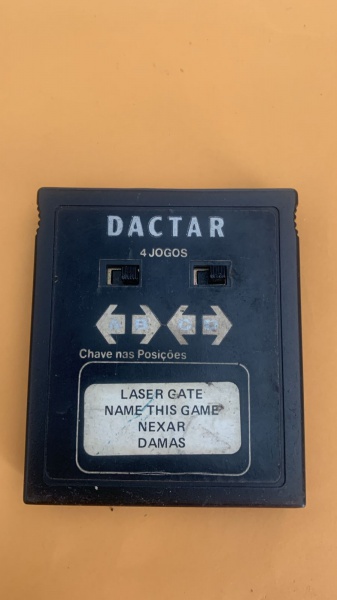 DACTAR
4 JOGOS
A B C D
Chave nas Posições
LASER GATE
NAME THIS GAME
NEXAR
DAMAS